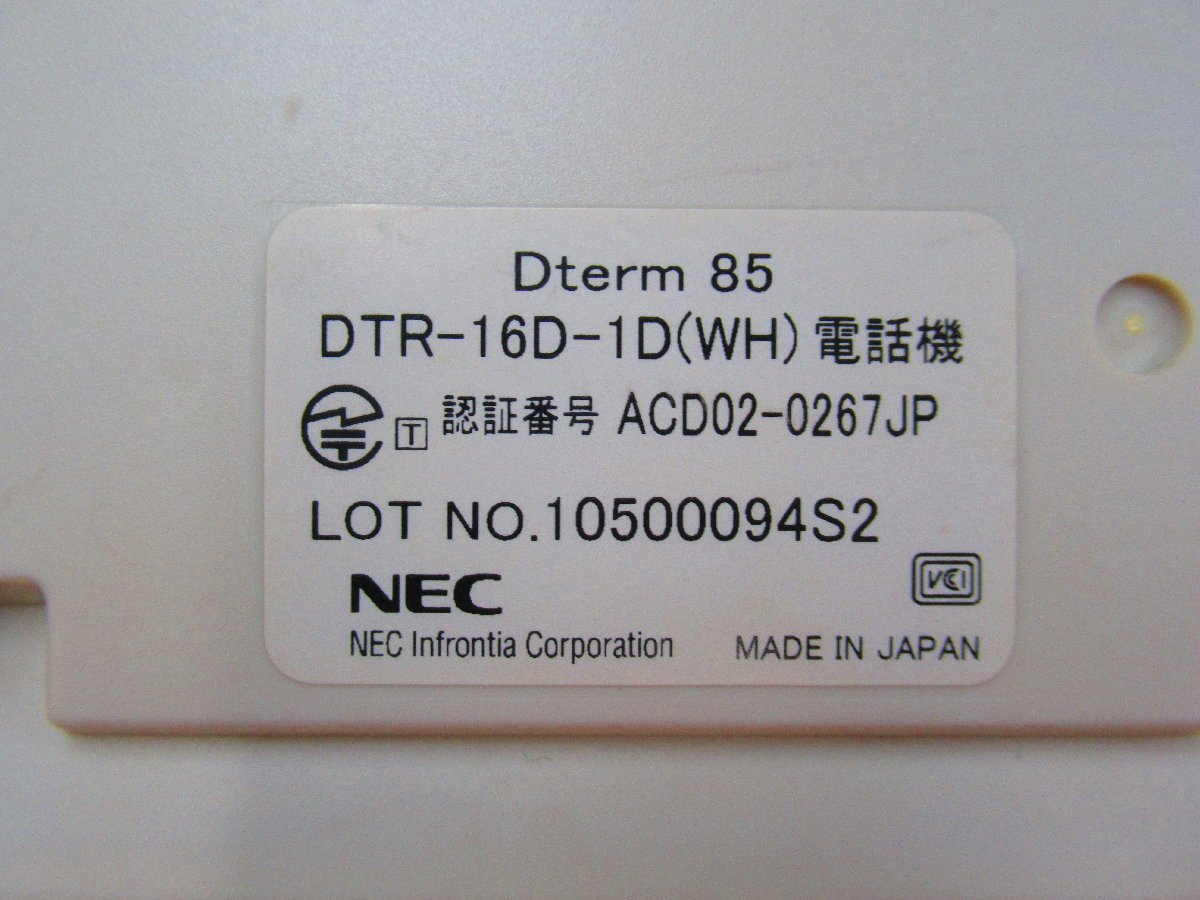 Dterm 85
DTR-16D-1D(WH) 電話機
T 認証番号 ACD02-0267JP
LOT NO.10500094S2
VCI
NEC
NEC Infrontia Corporation MADE IN JAPAN